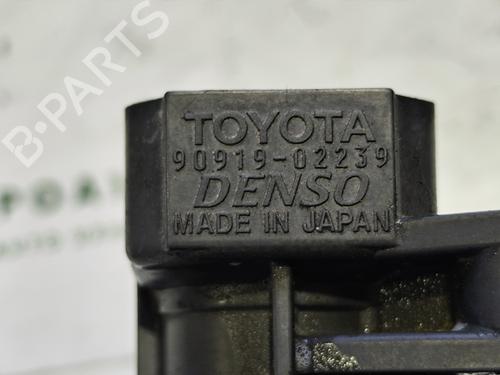 B-PARTS
TOYOTA
90919-02239
DENSO
MADE IN JAPAN